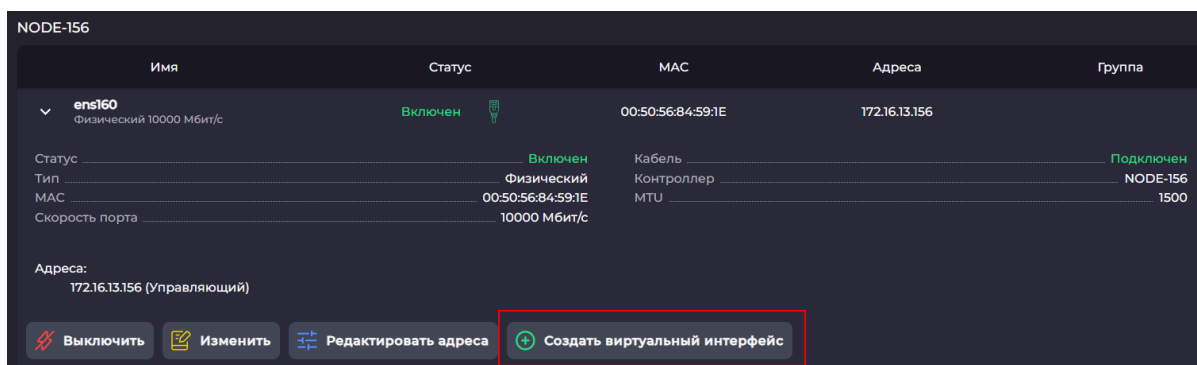 NODE-156
Имя Статус MAC Адреса Группа
ens160 Включен 00:50:56:84:59:1E 172.16.13.156
Физический 10000 Мбит/с
Статус Включен Кабель Подключен
Тип Физический Контроллер NODE-156
MAC 00:50:56:84:59:1E MTU 1500
Скорость порта 10000 Мбит/с
Адреса:
172.16.13.156 (Управляющий)
Выключить Изменить Редактировать адреса Создать виртуальный интерфейс